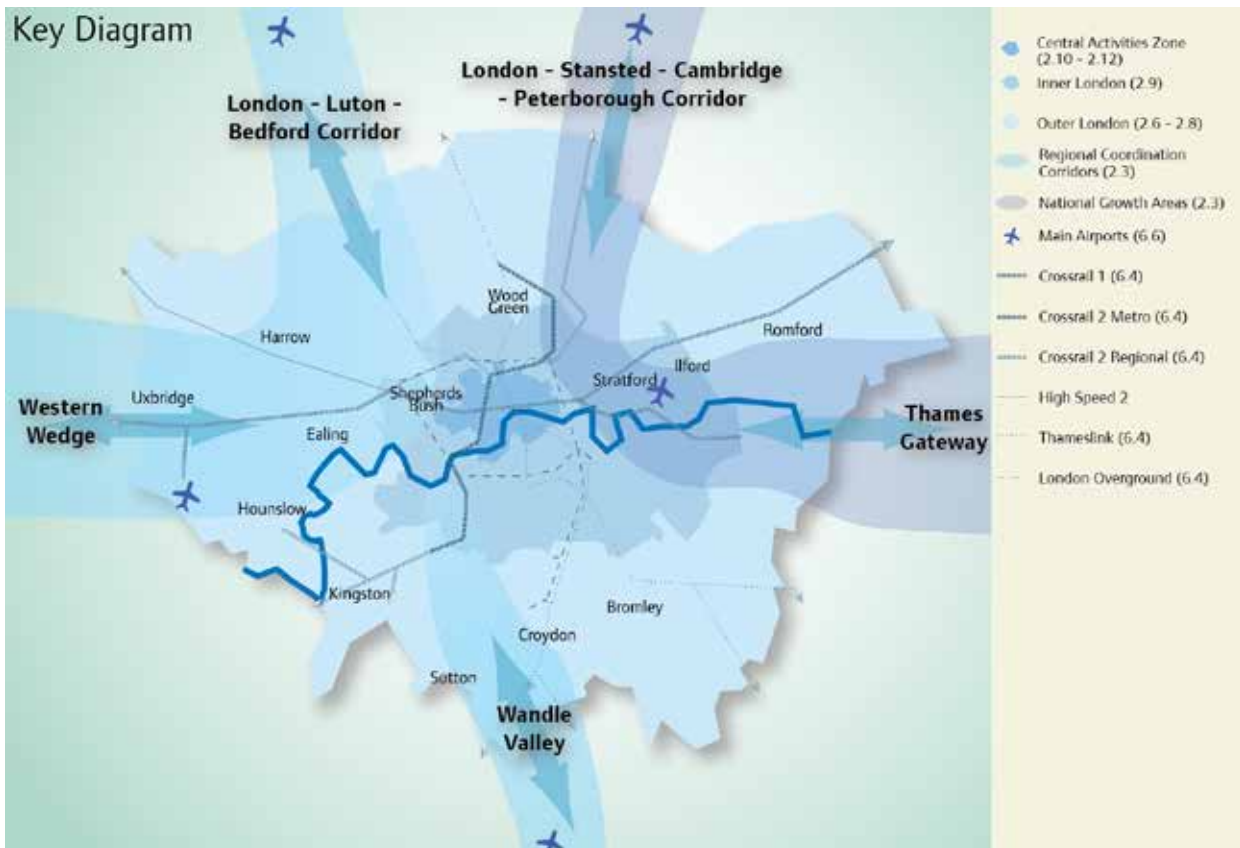 Key Diagram
London - Luton -
Bedford Corridor
London - Stansted - Cambridge
- Peterborough Corridor
Wood
Green
Harrow
Romford
Ilford
Stratford
Shepherds
Bush
Uxbridge
Western
Wedge
Ealing
Thames
Gateway
Hounslow
Kingston
Bromley
Croydon
Sutton
Wandle
Valley
Central Activities Zone
(2.10 - 2.12)
Inner London (2.9)
Outer London (2.6 - 2.8)
Regional Coordination
Corridors (2.3)
National Growth Areas (2.3)
Main Airports (6.6)
Crossrail 1 (6.4)
Crossrail 2 Metro (6.4)
Crossrail 2 Regional (6.4)
High Speed 2
Thameslink (6.4)
London Overground (6.4)